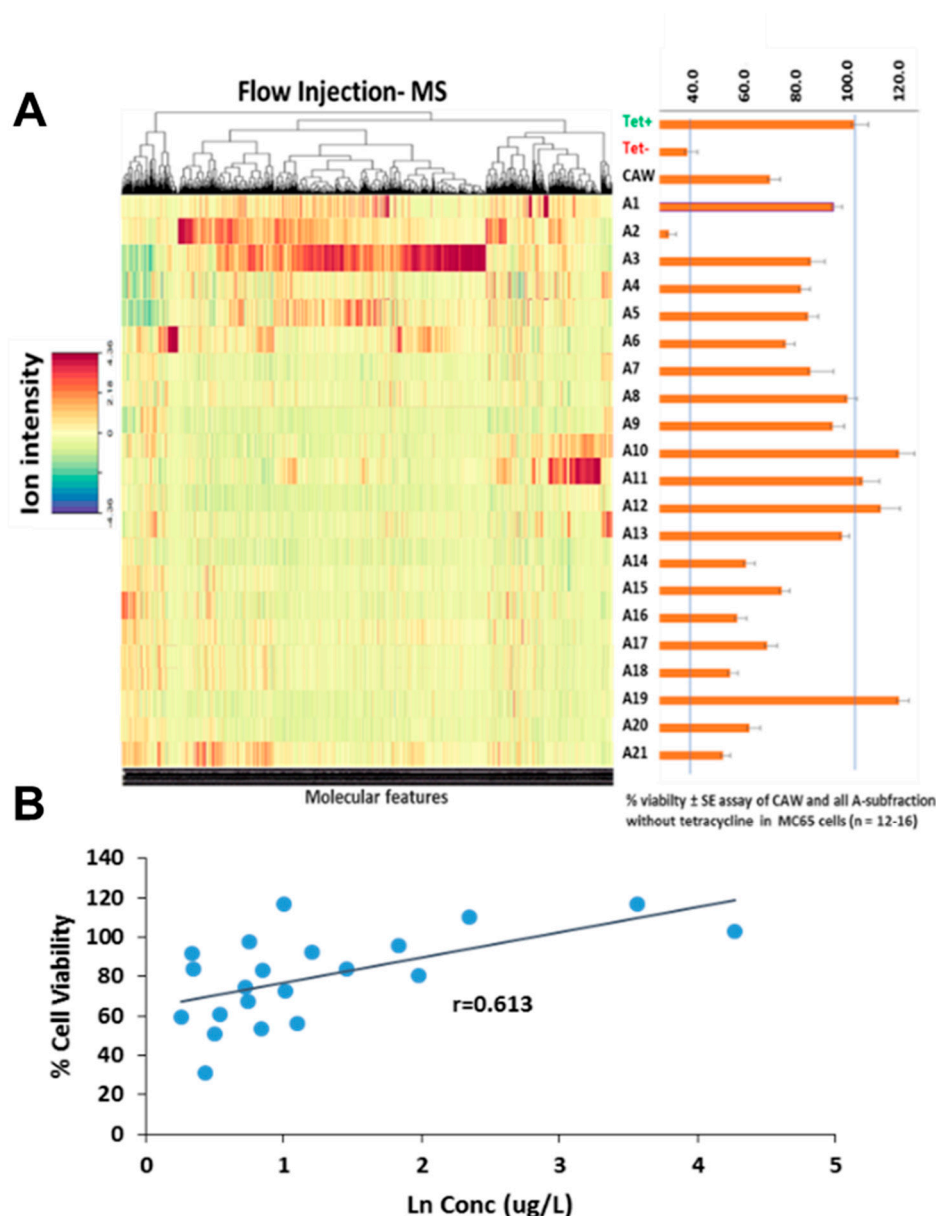 A
Flow Injection- MS
40.0 60.0 80.0 100.0 120.0
Tet+
Tet-
CAW
A1
A2
A3
A4
A5
A6
A7
A8
A9
A10
A11
A12
A13
A14
A15
A16
A17
A18
A19
A20
A21
Ion intensity
4.36
2.18
0
-4.36
Molecular features
% viabilty ± SE assay of CAW and all A-subfraction
without tetracycline in MC65 cells (n = 12-16)
B
% Cell Viability
140
120
100
80
60
40
20
0
r=0.613
0 1 2 3 4 5
Ln Conc (ug/L)